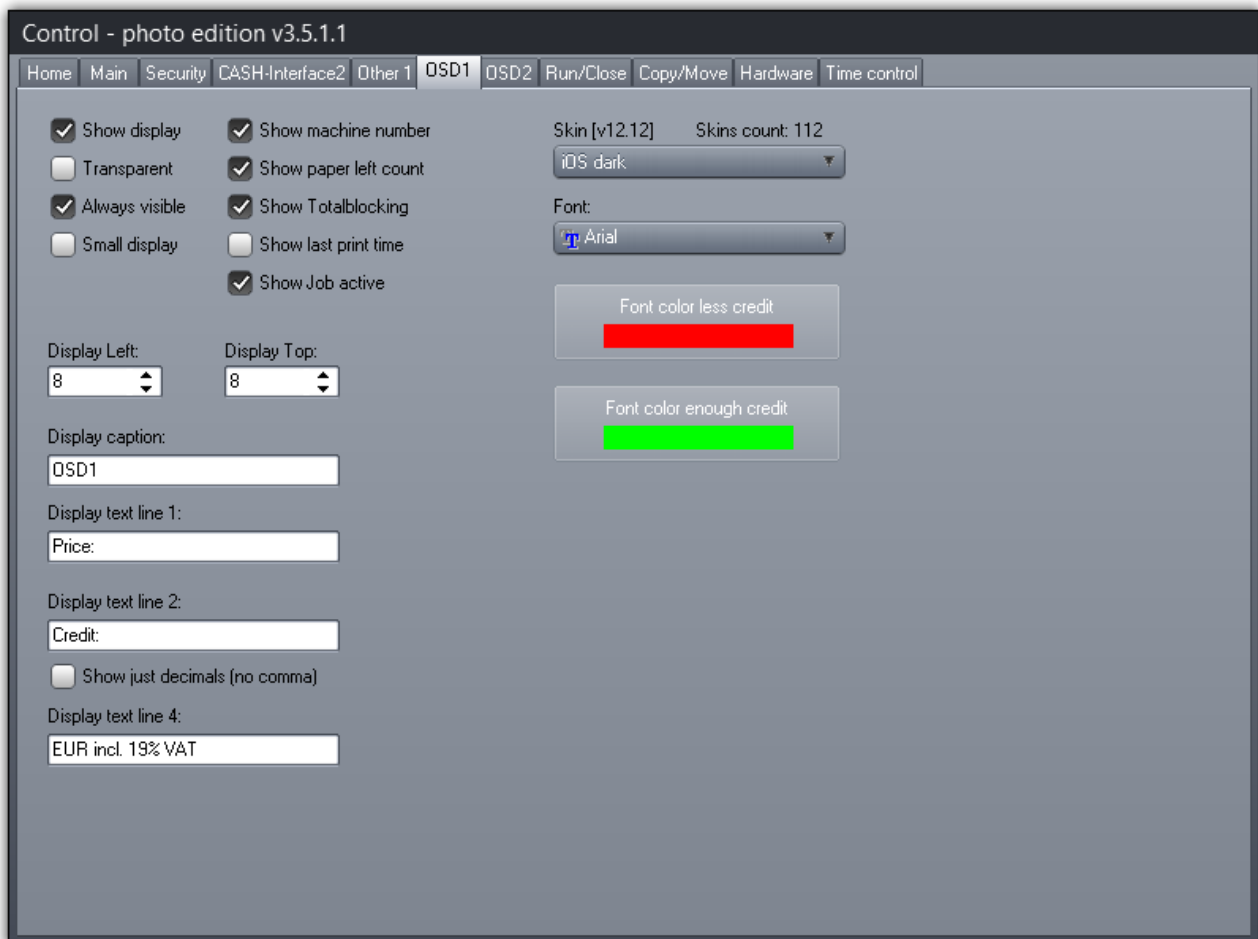 Control - photo edition v3.5.1.1
Home Main Security CASH-Interface2 Other 1 OSD1 OSD2 Run/Close Copy/Move Hardware Time control
Show display
Transparent
Always visible
Small display
Show machine number
Show paper left count
Show Totalblocking
Show last print time
Show Job active
Display Left:
8
Display Top:
8
Display caption:
OSD1
Display text line 1:
Price:
Display text line 2:
Credit:
Show just decimals (no comma)
Display text line 4:
EUR incl. 19% VAT
Skin [v12.12] Skins count: 112
iOS dark
Font:
Arial
Font color less credit
Font color enough credit